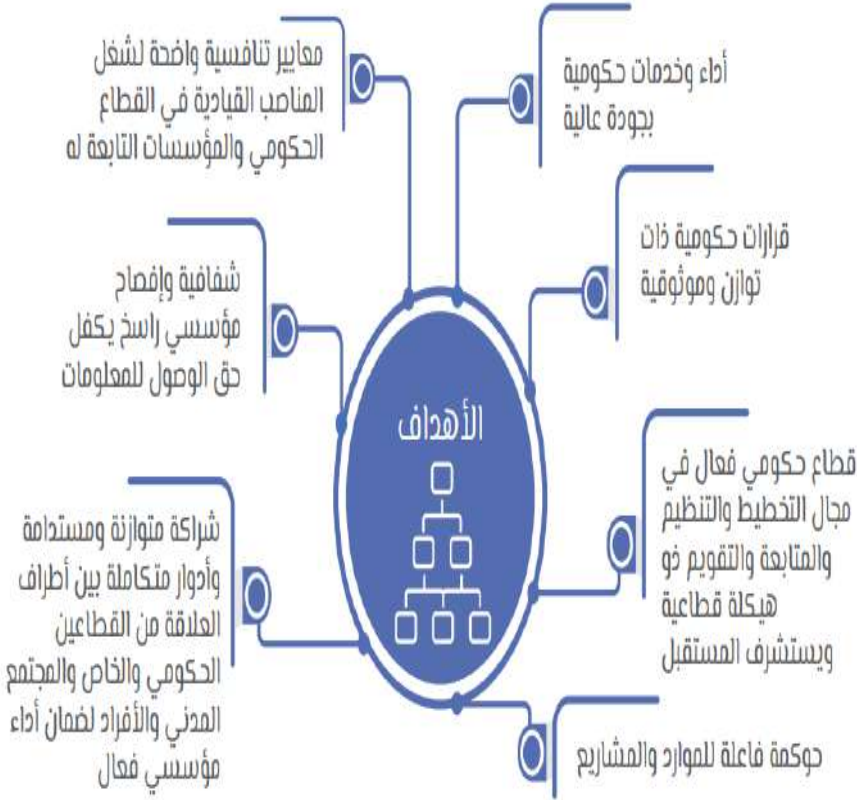 أداء وخدمات حكومية
بجودة عالية
قرارات حكومية ذات
توازن وموثوقية
قطاع حكومي فعال في
مجال التخطيط والتنظيم
والمتابعة والتقويم ذو
هيكلة قطاعية
ويستشرف المستقبل
حوكمة فاعلة للموارد والمشاريع
معايير تنافسية واضحة لشغل
المناصب القيادية في القطاع
الحكومي والمؤسسات التابعة له
شفافية وإفصاح
مؤسسي راسخ يكفل
حق الوصول للمعلومات
شراكة متوازنة ومستدامة
وأدوار متكاملة بين أطراف
العلاقة من القطاعين
الحكومي والخاص والمجتمع
المدني والأفراد لضمان أداء
مؤسسي فعال
الأهداف